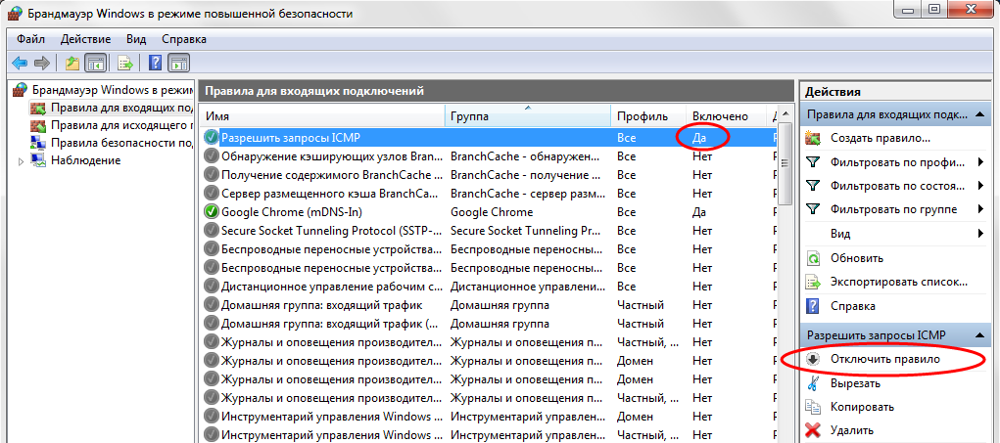 Брандмауэр Windows в режиме повышенной безопасности
Файл Действие Вид Справка
Брандмауэр Windows в режиме
Правила для входящих под
Правила для исходящего п
Правила безопасности по
Наблюдение
Правила для входящих подключений
Имя Группа Профиль Включено
Разрешить запросы ICMP Все Да
Обнаружение кэширующих узлов Bran... BranchCache - обнаружен... Все Нет
Получение содержимого BranchCache BranchCache - получение ... Все Нет
Сервер размещенного кэша BranchCa... BranchCache - сервер разм... Все Нет
Google Chrome (mDNS-In) Google Chrome Все Да
Secure Socket Tunneling Protocol (SSTP-... Secure Socket Tunneling Pr... Все Нет
Беспроводные переносные устройства... Беспроводные переносны... Все Нет
Беспроводные переносные устройства... Беспроводные переносны... Все Нет
Дистанционное управление рабочим с... Дистанционное управлени... Все Нет
Домашняя группа: входящий трафик Домашняя группа Частный Нет
Домашняя группа: входящий трафик (... Домашняя группа Частный Нет
Журналы и оповещения производител... Журналы и оповещения п... Частный, ... Нет
Журналы и оповещения производител... Журналы и оповещения п... Домен Нет
Журналы и оповещения производител... Журналы и оповещения п... Частный, ... Нет
Журналы и оповещения производител... Журналы и оповещения п... Домен Нет
Инструментарий управления Windows ... Инструментарий управлен... Домен Нет
Инструментарий управления Windows ... Инструментарий управлен... Частный, ... Нет
Действия
Правила для входящих подк...
Создать правило...
Фильтровать по профи...
Фильтровать по состоя...
Фильтровать по группе
Вид
Обновить
Экспортировать список...
Справка
Разрешить запросы ICMP
Отключить правило
Вырезать
Копировать
Удалить